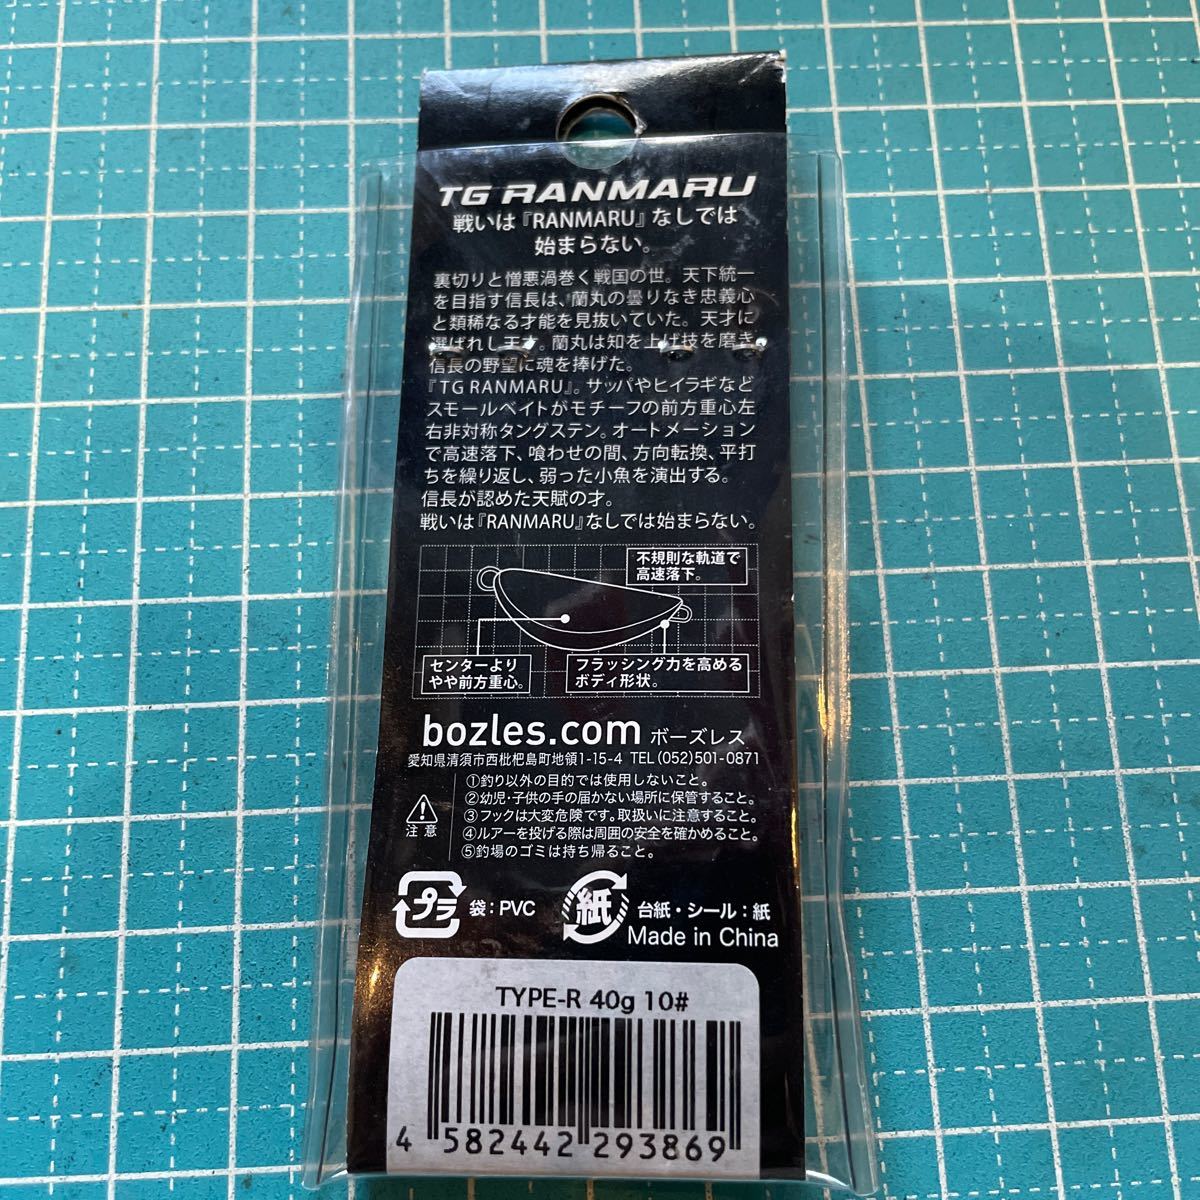 TG RANMARU
戦いは『RANMARU』なしでは
始まらない。
裏切りと憎悪渦巻く戦国の世。天下統一
を目指す信長は、蘭丸の曇りなき忠義心
と類稀なる才能を見抜いていた。天才に
選ばれし天才。蘭丸は知を上げ技を磨き
信長の野望に魂を捧げた。
『TG RANMARU』。サッパやヒイラギなど
スモールベイトがモチーフの前方重心左
右非対称タングステン。オートメーション
で高速落下、喰わせの間、方向転換、平打
ちを繰り返し、弱った小魚を演出する。
信長が認めた天賦の才。
戦いは『RANMARU』なしでは始まらない。
不規則な軌道で
高速落下。
センターより
やや前方重心。
フラッシング力を高める
ボディ形状。
bozles.com ボーズレス
愛知県清須市西枇杷島町地領1-15-4 TEL(052)501-0871
注意
①釣り以外の目的では使用しないこと。
②幼児・子供の手の届かない場所に保管すること。
③フックは大変危険です。取扱いに注意すること。
④ルアーを投げる際は周囲の安全を確かめること。
⑤釣場のゴミは持ち帰ること。
プラ 袋:PVC
紙 台紙・シール:紙
Made in China
TYPE-R 40g 10#
4 582442 293869